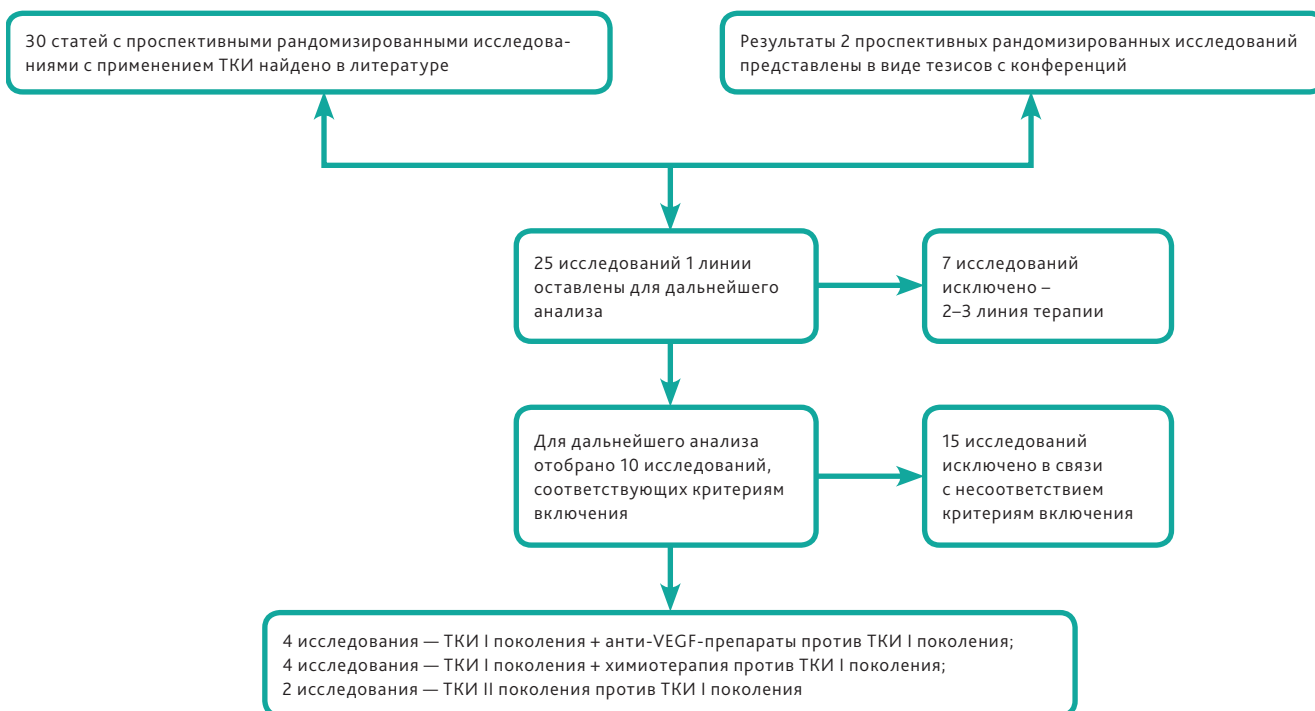 30 статей с проспективными рандомизированными исследова-
ниями с применением ТКИ найдено в литературе
Результаты 2 проспективных рандомизированных исследований
представлены в виде тезисов с конференций
25 исследований 1 линии
оставлены для дальнейшего
анализа
7 исследований
исключено –
2–3 линия терапии
Для дальнейшего анализа
отобрано 10 исследований,
соответствующих критериям
включения
15 исследований
исключено в связи
с несоответствием
критериям включения
4 исследования — ТКИ I поколения + анти-VEGF-препараты против ТКИ I поколения;
4 исследования — ТКИ I поколения + химиотерапия против ТКИ I поколения;
2 исследования — ТКИ II поколения против ТКИ I поколения